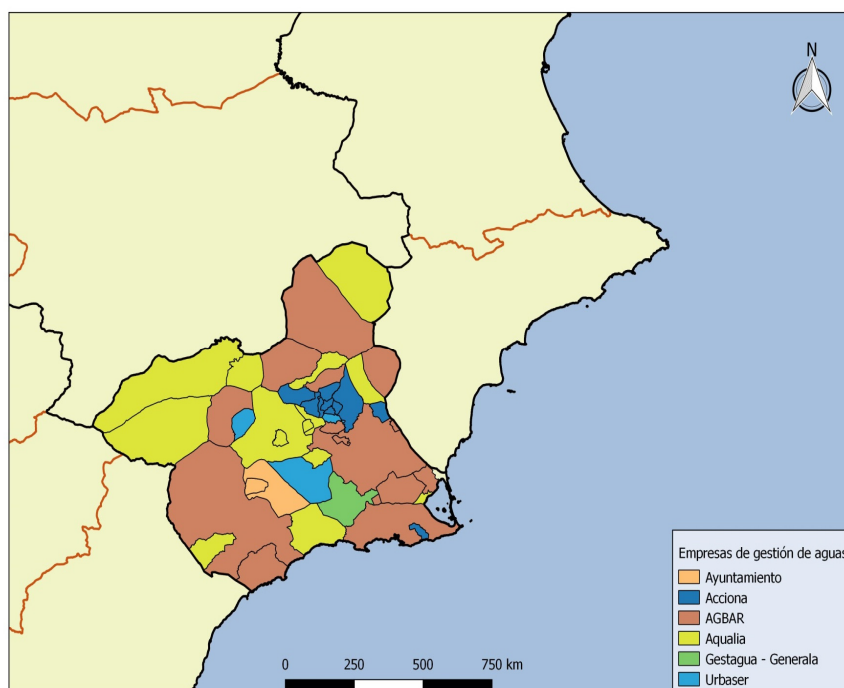 N
Empresas de gestión de aguas
Ayuntamiento
Acciona
AGBAR
Aqualia
Gestagua - Generala
Urbaser
0 250 500 750 km